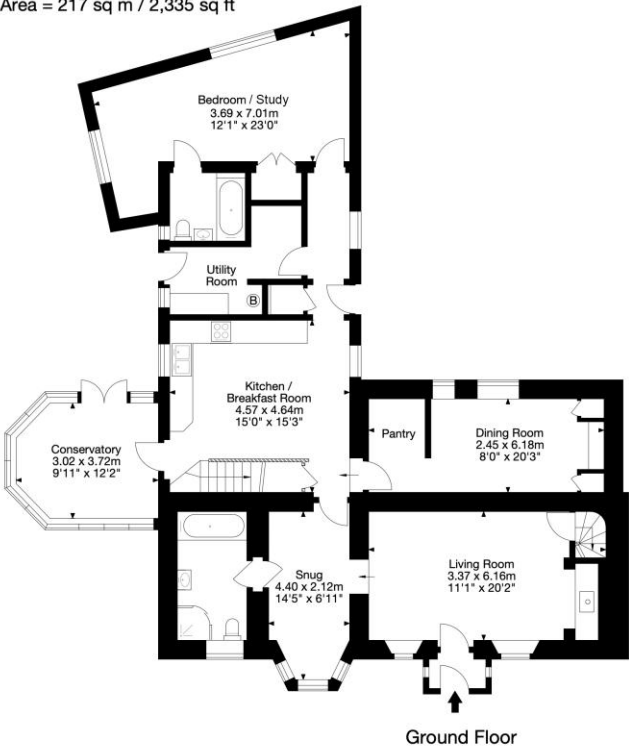 Area = 217 sq m / 2,335 sq ft
Bedroom / Study
3.69 x 7.01m
12'1" x 23'0"
Utility
Room
B
Kitchen /
Breakfast Room
4.57 x 4.64m
15'0" x 15'3"
Conservatory
3.02 x 3.72m
9'11" x 12'2"
Pantry
Dining Room
2.45 x 6.18m
8'0" x 20'3"
Snug
4.40 x 2.12m
14'5" x 6'11"
Living Room
3.37 x 6.16m
11'1" x 20'2"
Ground Floor